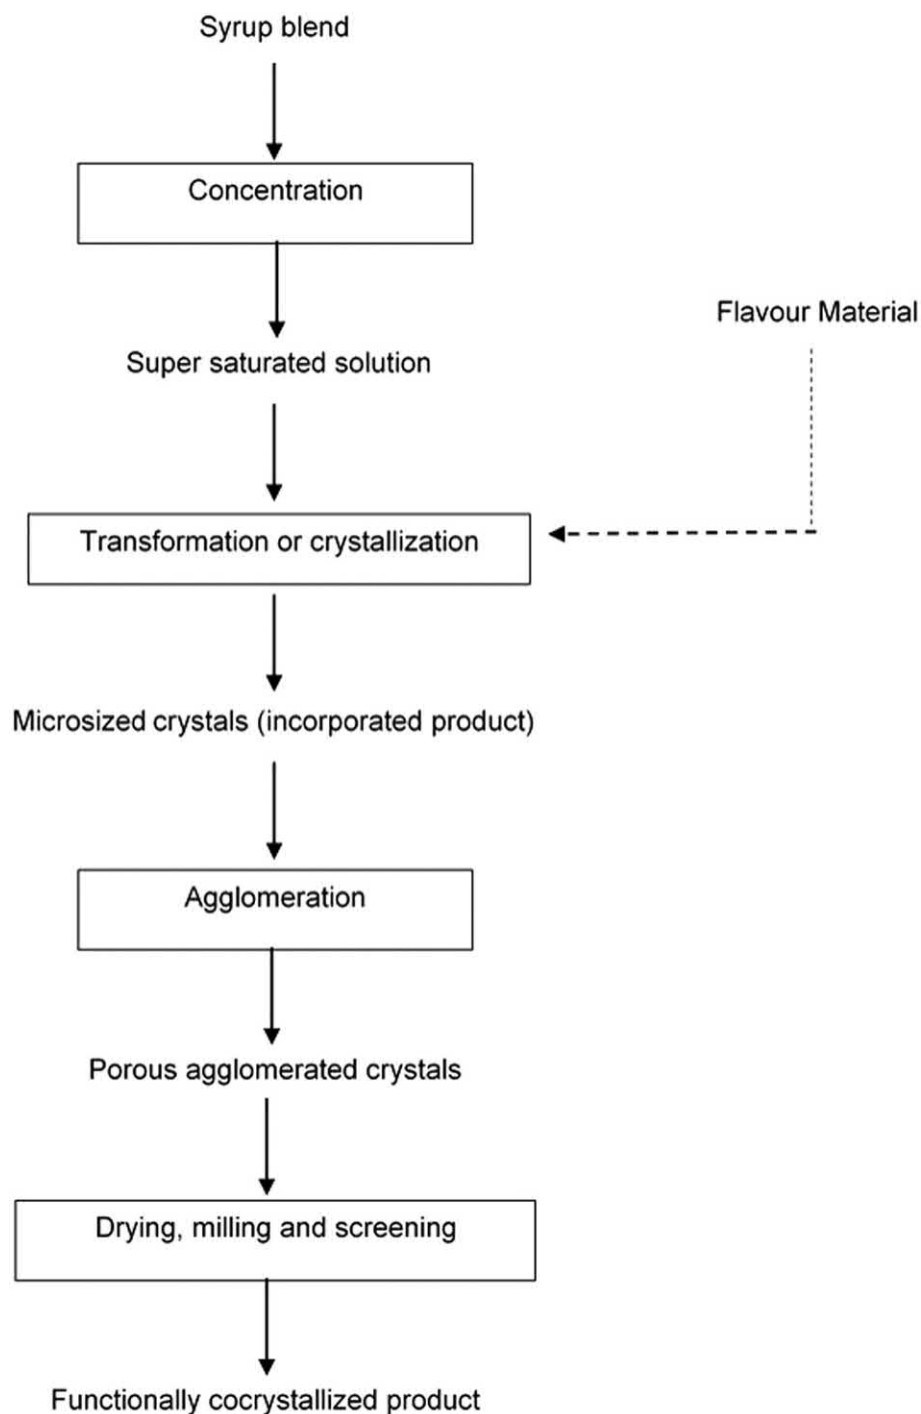 Syrup blend
Concentration
Flavour Material
Super saturated solution
Transformation or crystallization
Microsized crystals (incorporated product)
Agglomeration
Porous agglomerated crystals
Drying, milling and screening
Functionally cocrystallized product